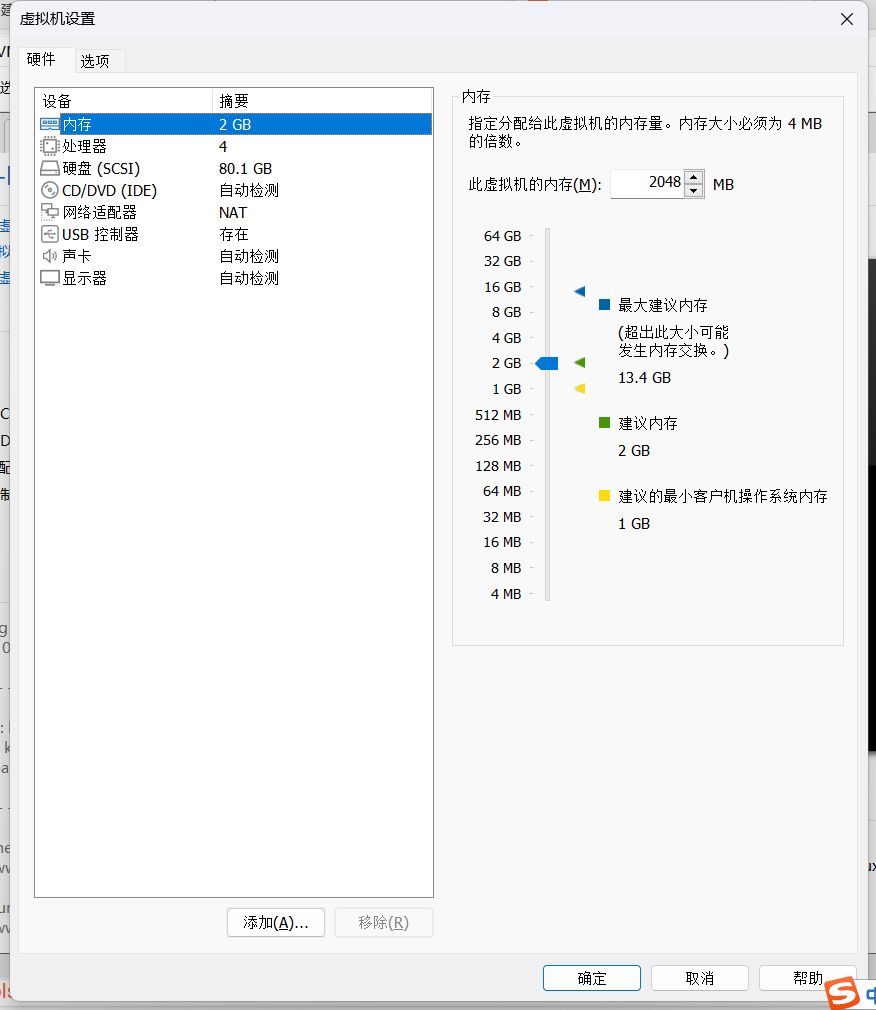 虚拟机设置
硬件
选项
设备 摘要
内存 2 GB
处理器 4
硬盘 (SCSI) 80.1 GB
CD/DVD (IDE) 自动检测
网络适配器 NAT
USB 控制器 存在
声卡 自动检测
显示器 自动检测
添加(A)...
移除(R)
内存
指定分配给此虚拟机的内存量。内存大小必须为 4 MB
的倍数。
此虚拟机的内存(M): 2048 MB
64 GB
32 GB
16 GB
8 GB
4 GB
2 GB
1 GB
512 MB
256 MB
128 MB
64 MB
32 MB
16 MB
8 MB
4 MB
最大建议内存
(超出此大小可能
发生内存交换。)
13.4 GB
建议内存
2 GB
建议的最小客户机操作系统内存
1 GB
确定
取消
帮助